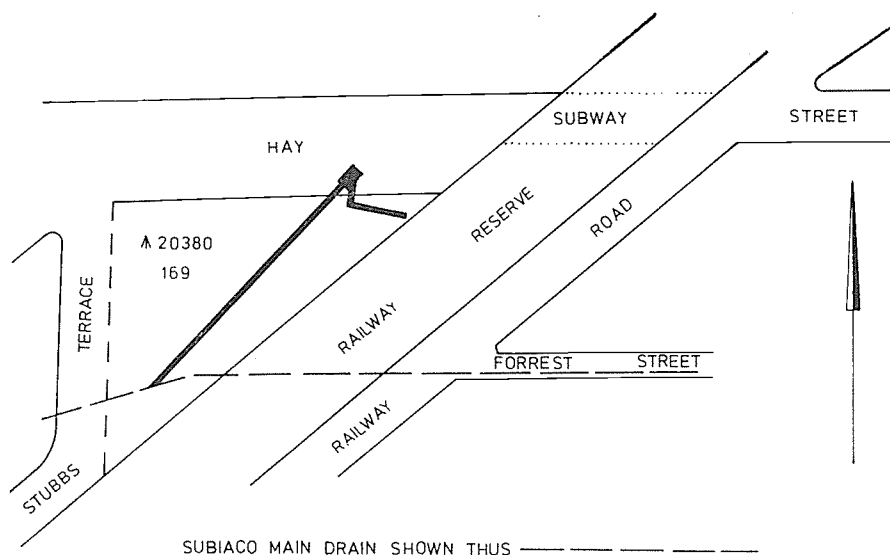 SUBWAY
STREET
HAY
RESERVE
ROAD
20380
169
TERRACE
RAILWAY
FORREST STREET
RAILWAY
STUBBS
SUBIACO MAIN DRAIN SHOWN THUS